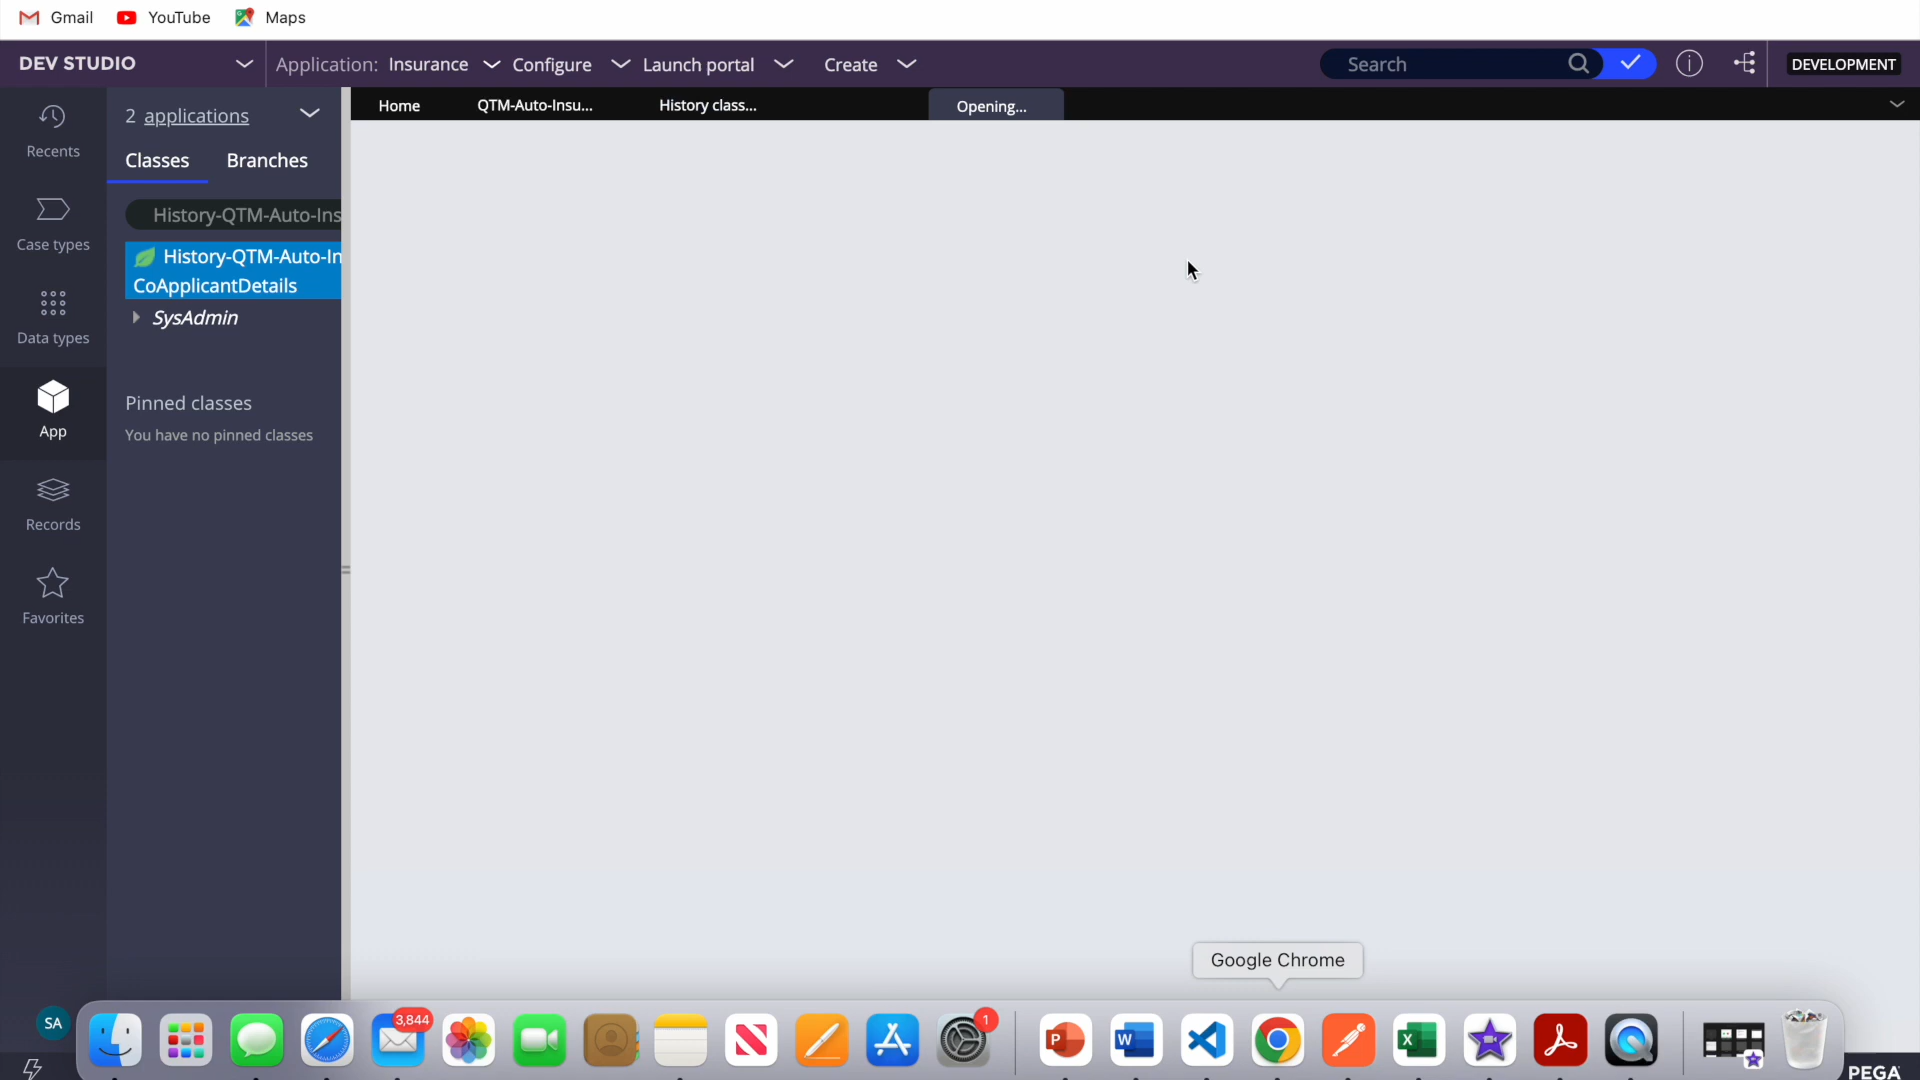 Gmail YouTube Maps
DEV STUDIO Application: Insurance Configure Launch portal Create Search DEVELOPMENT
Home QTM-Auto-Insu... History class... Opening...
Recents
2 applications
Classes Branches
History-QTM-Auto-Ins
History-QTM-Auto-In
CoApplicantDetails
SysAdmin
Case types
Data types
Pinned classes
You have no pinned classes
App
Records
Favorites
Google Chrome
SA
3,844
1
P
W
X
PEGA